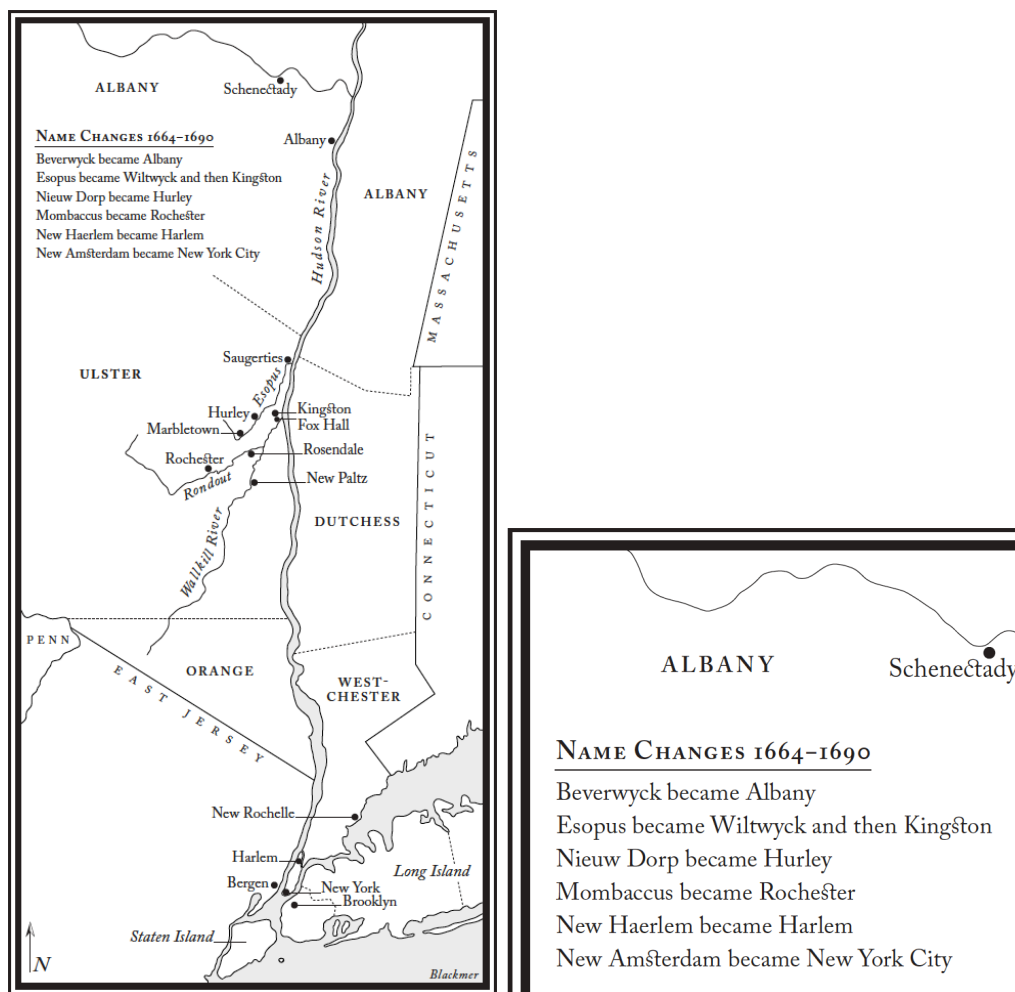 ALBANY
Schenectady
NAME CHANGES 1664–1690
Beverwyck became Albany
Esopus became Wiltwyck and then Kingston
Nieuw Dorp became Hurley
Mombaccus became Rochester
New Haerlem became Harlem
New Amsterdam became New York City
Albany
ALBANY
Hudson River
MASSACHUSETTS
Saugerties
ULSTER
Esopus
Hurley
Kingston
Fox Hall
Marbletown
Rosendale
Rochester
Rondout
New Paltz
DUTCHESS
CONNECTICUT
Wallkill River
PENN
ORANGE
WEST-
CHESTER
EAST JERSEY
New Rochelle
Harlem
Long Island
Bergen
New York
Brooklyn
Staten Island
N
Blackmer
ALBANY
Schenectady
NAME CHANGES 1664–1690
Beverwyck became Albany
Esopus became Wiltwyck and then Kingston
Nieuw Dorp became Hurley
Mombaccus became Rochester
New Haerlem became Harlem
New Amsterdam became New York City